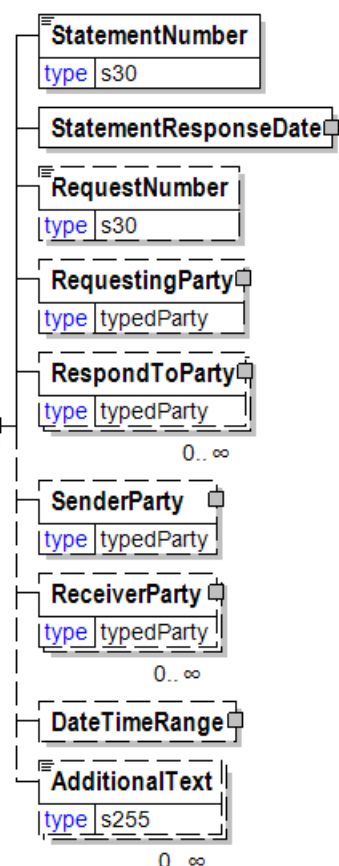 StatementNumber
type s30
StatementResponseDate
RequestNumber
type s30
RequestingParty
type typedParty
RespondToParty
type typedParty
0..∞
SenderParty
type typedParty
ReceiverParty
type typedParty
0..∞
DateTimeRange
AdditionalText
type s255
0..∞